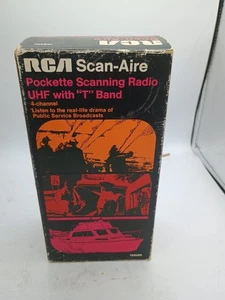 RCA Scan-Aire
Pockette Scanning Radio
UHF with "T" Band
4-channel
Listen to the real-life drama of
Public Service Broadcasts